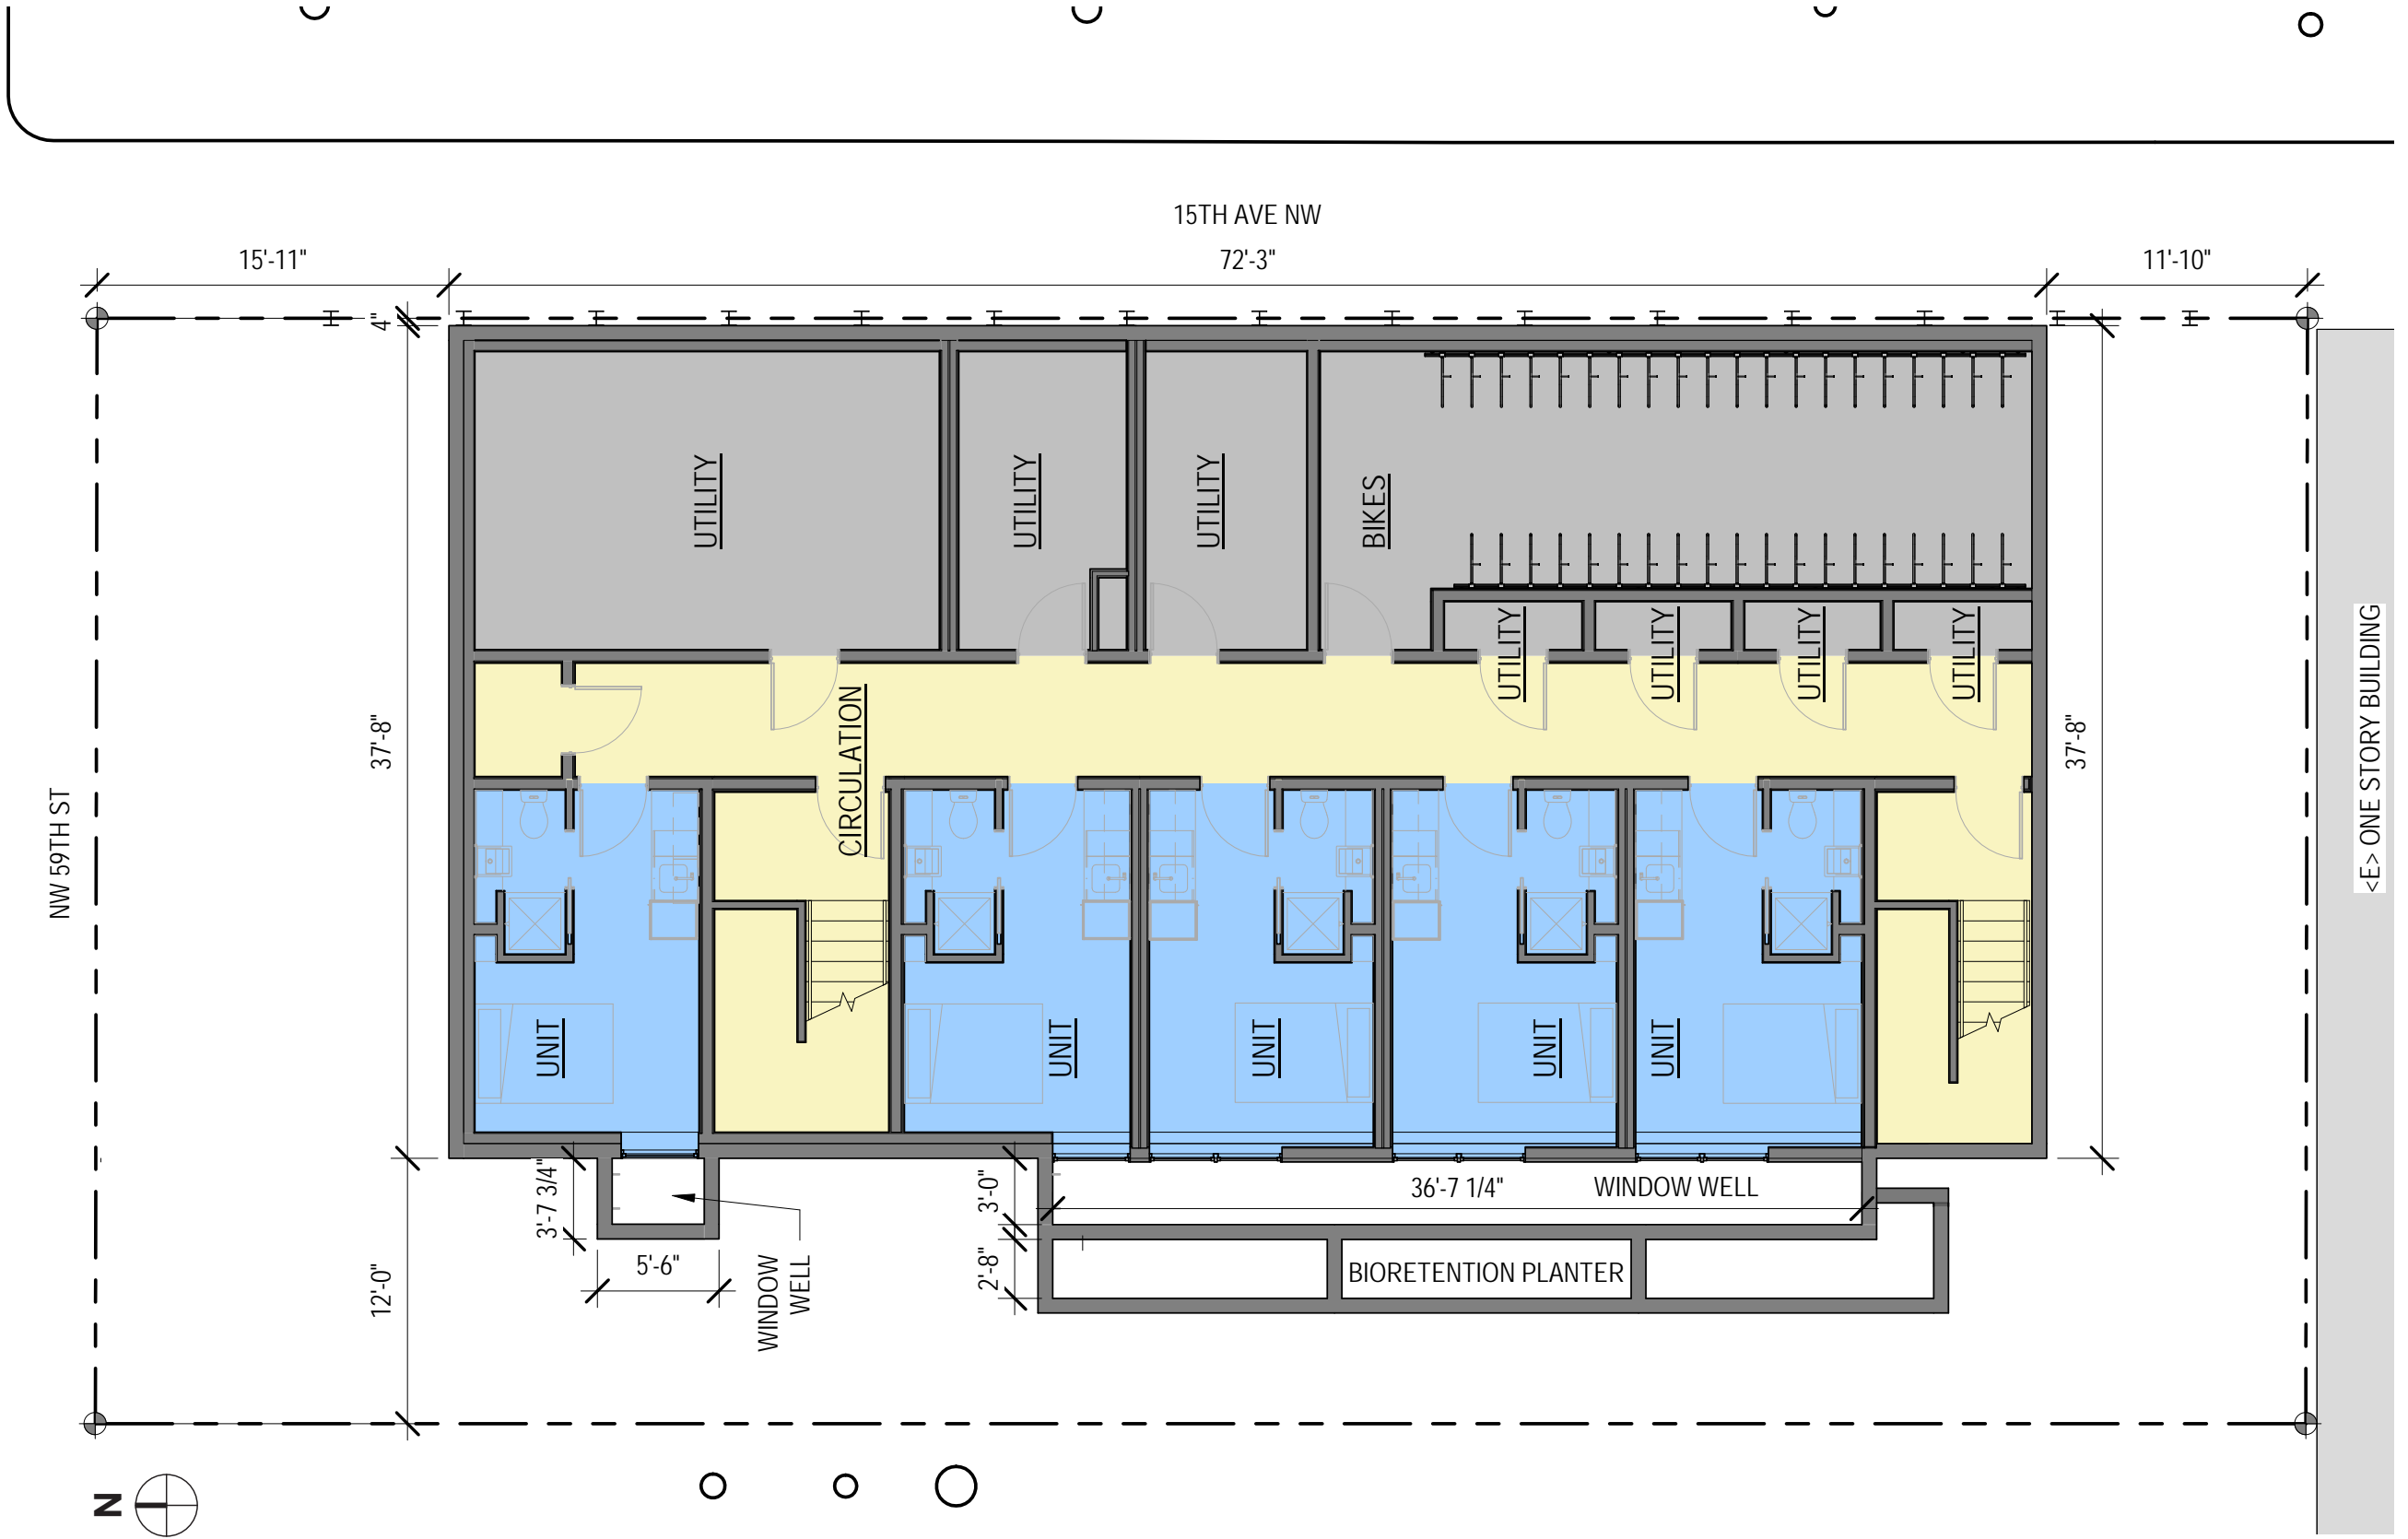 15TH AVE NW
15'-11"
72'-3"
11'-10"
4"
UTILITY
UTILITY
UTILITY
BIKES
UTILITY
UTILITY
UTILITY
UTILITY
CIRCULATION
37'-8"
37'-8"
NW 59TH ST
<E> ONE STORY BUILDING
UNIT
UNIT
UNIT
UNIT
UNIT
3'-7 3/4"
3'-0"
36'-7 1/4"
WINDOW WELL
5'-6"
WINDOW
WELL
2'-8"
BIORETENTION PLANTER
12'-0"
N